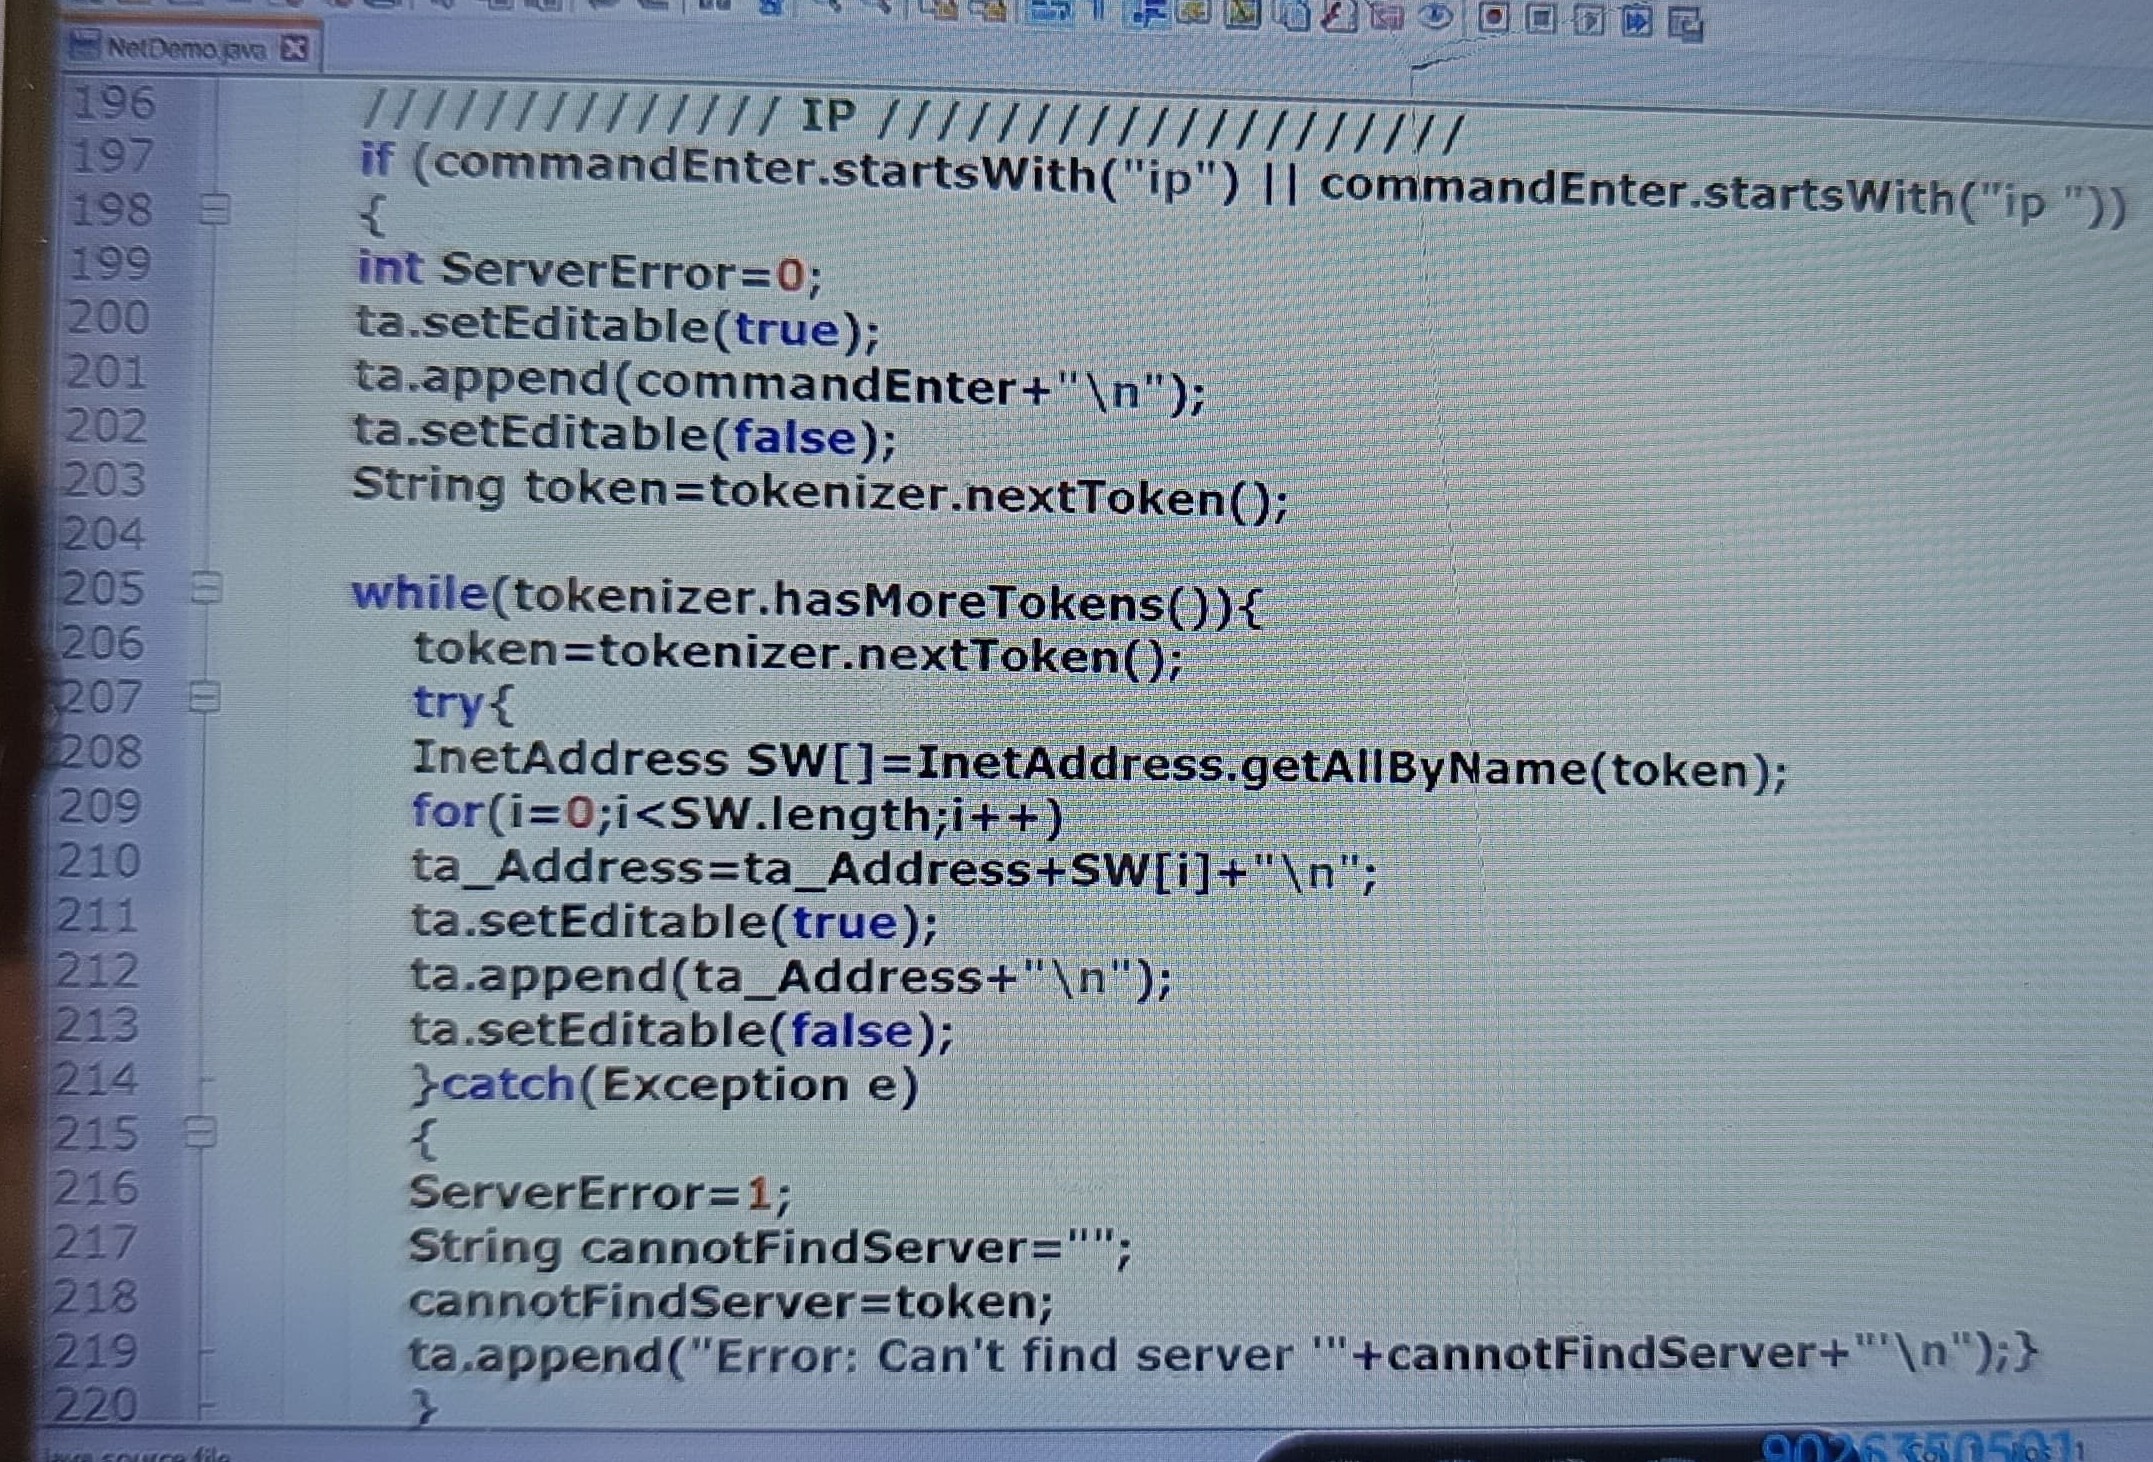 NetDemo.java
196 ////////////// IP ////////////////////
197 if (commandEnter.startsWith("ip") || commandEnter.startsWith("ip "))
198 {
199 int ServerError=0;
200 ta.setEditable(true);
201 ta.append(commandEnter+"\n");
202 ta.setEditable(false);
203 String token=tokenizer.nextToken();
204
205 while(tokenizer.hasMoreTokens()){
206 token=tokenizer.nextToken();
207 try{
208 InetAddress SW[]=InetAddress.getAllByName(token);
209 for(i=0;i<SW.length;i++)
210 ta_Address=ta_Address+SW[i]+"\n";
211 ta.setEditable(true);
212 ta.append(ta_Address+"\n");
213 ta.setEditable(false);
214 }catch(Exception e)
215 {
216 ServerError=1;
217 String cannotFindServer="";
218 cannotFindServer=token;
219 ta.append("Error: Can't find server '"+cannotFindServer+"'\n");}
220 }
Java source file